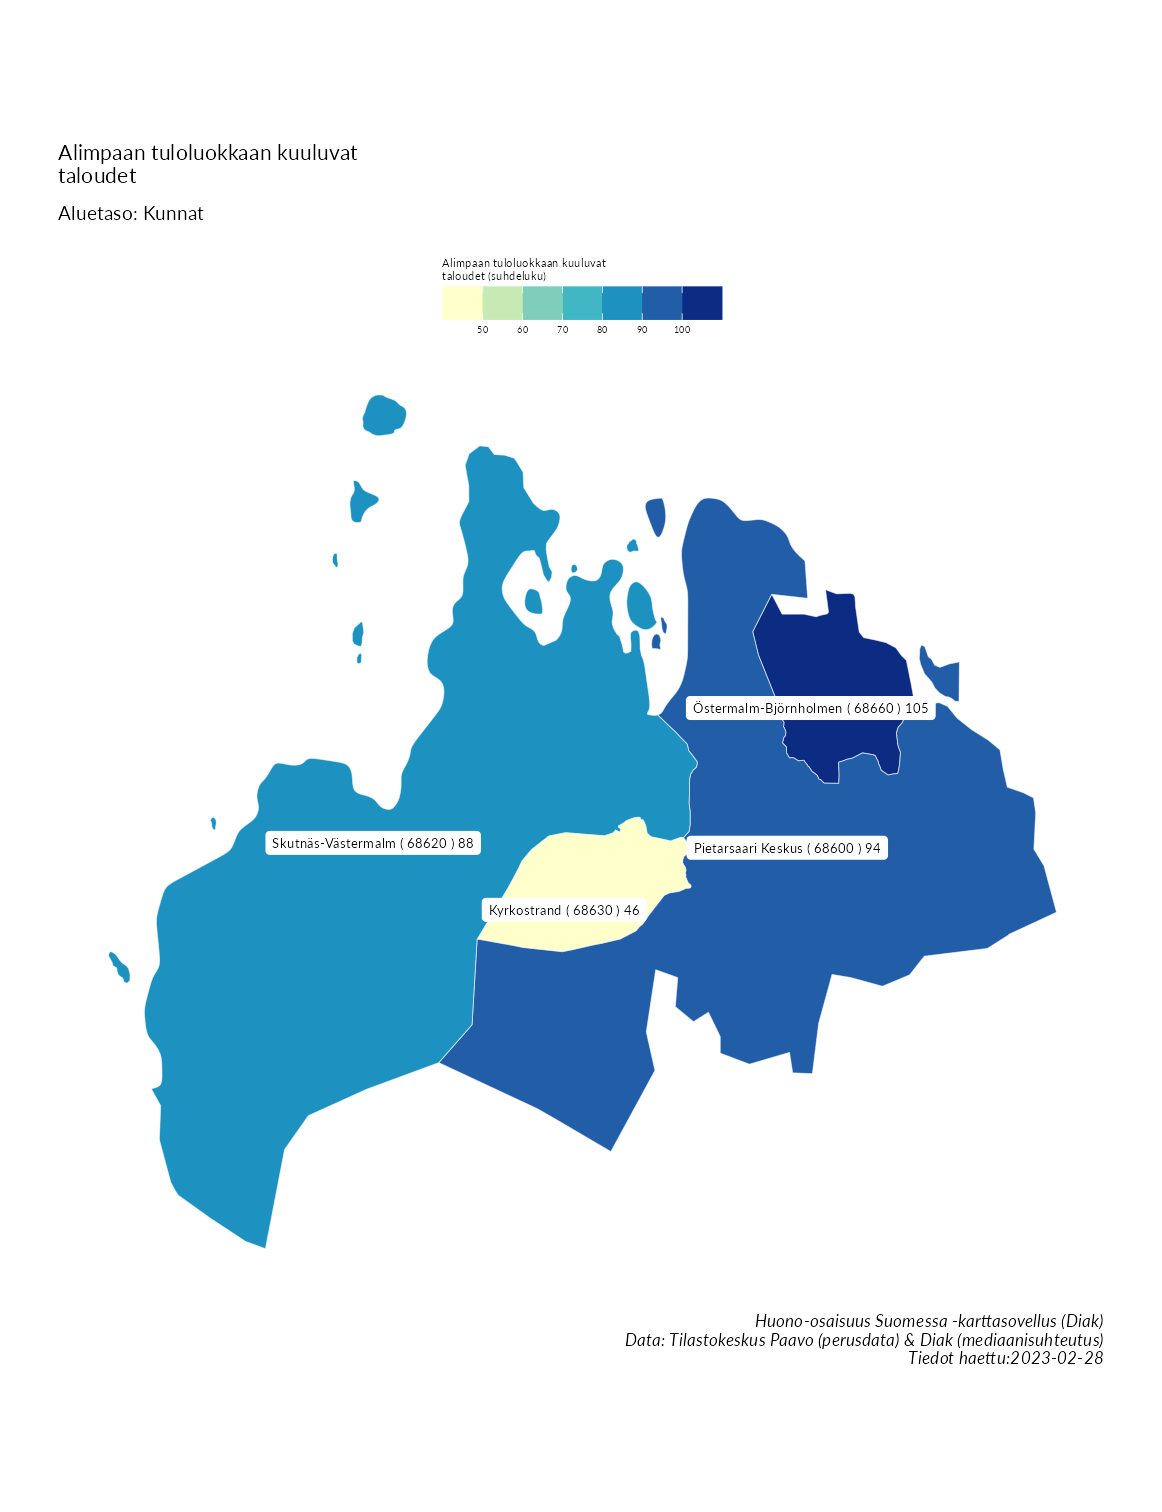 Alimpaan tuloluokkaan kuuluvat
taloudet
Aluetaso: Kunnat
Alimpaan tuloluokkaan kuuluvat
taloudet (suhdeluku)
50 60 70 80 90 100
Östermalm-Björnholmen ( 68660 ) 105
Skutnäs-Västermalm ( 68620 ) 88
Pietarsaari Keskus ( 68600 ) 94
Kyrkostrand ( 68630 ) 46
Huono-osaisuus Suomessa -karttasovellus (Diak)
Data: Tilastokeskus Paavo (perusdata) & Diak (mediaanisuhteutus)
Tiedot haettu:2023-02-28